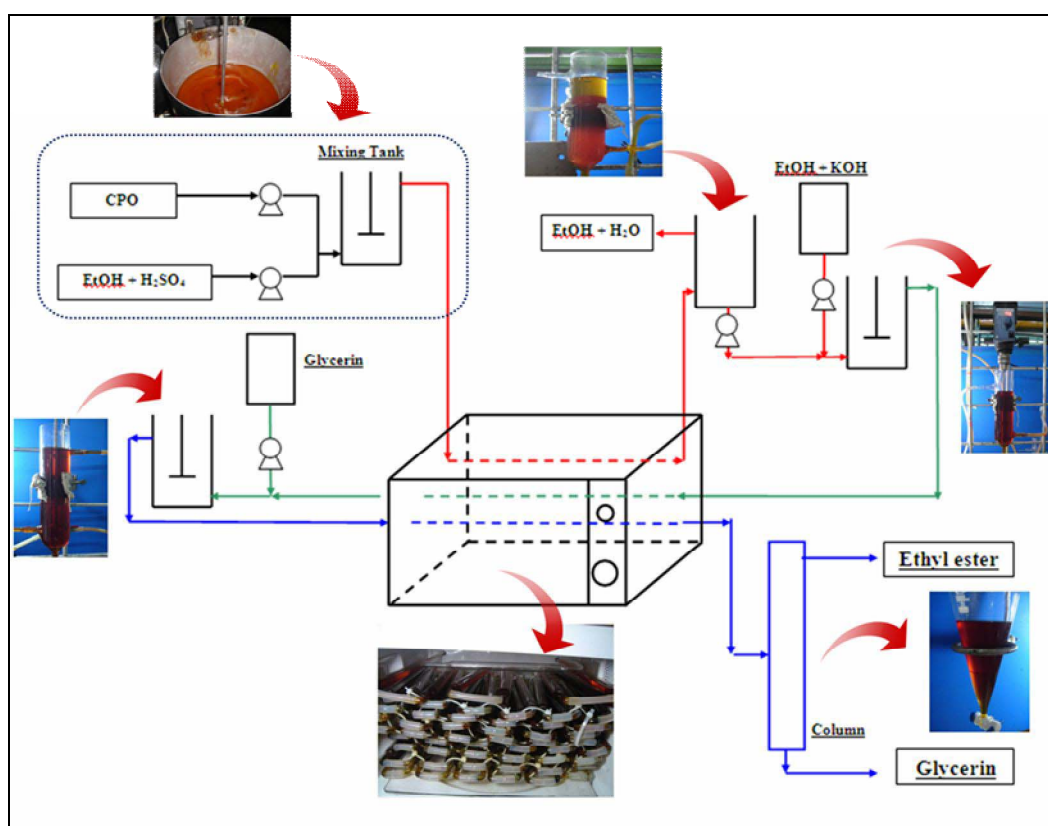 Mixing Tank
CPO
EtOH + H₂SO₄
EtOH + H₂O
EtOH + KOH
Glycerin
Ethyl ester
Column
Glycerin